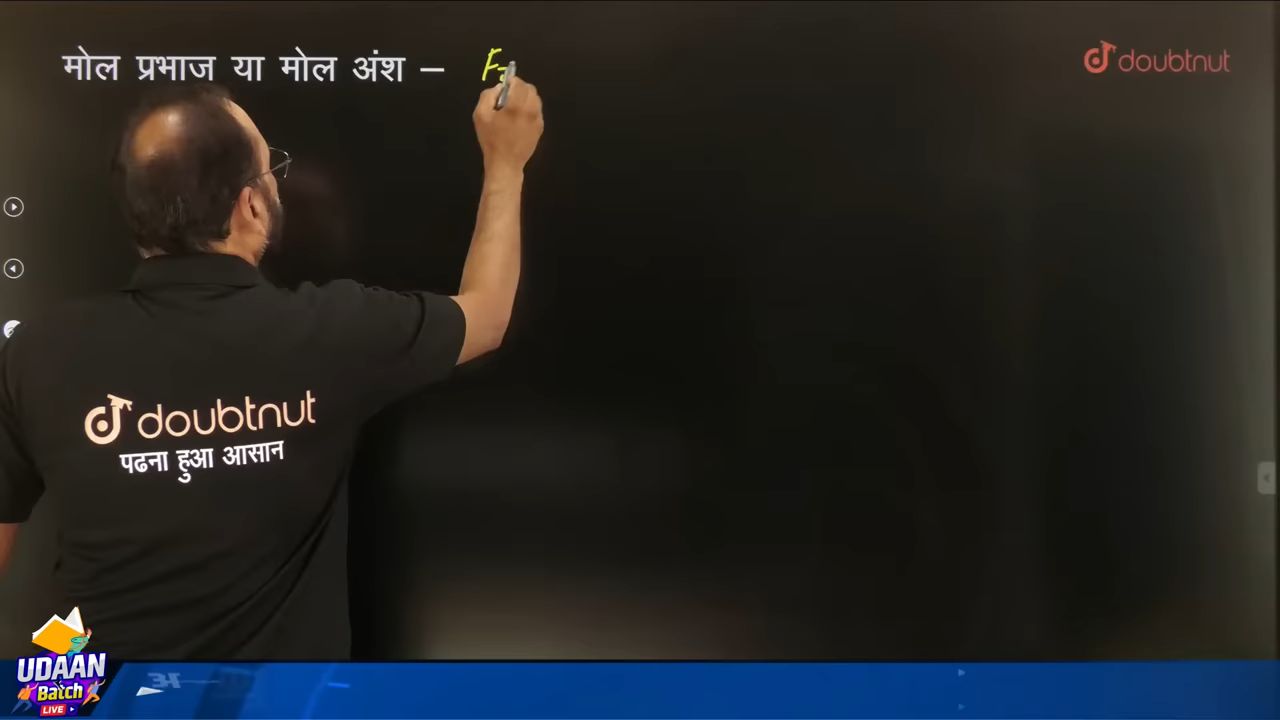 मोल प्रभाज या मोल अंश –
doubtnut
doubtnut
पढना हुआ आसान
UDAAN
Batch
LIVE